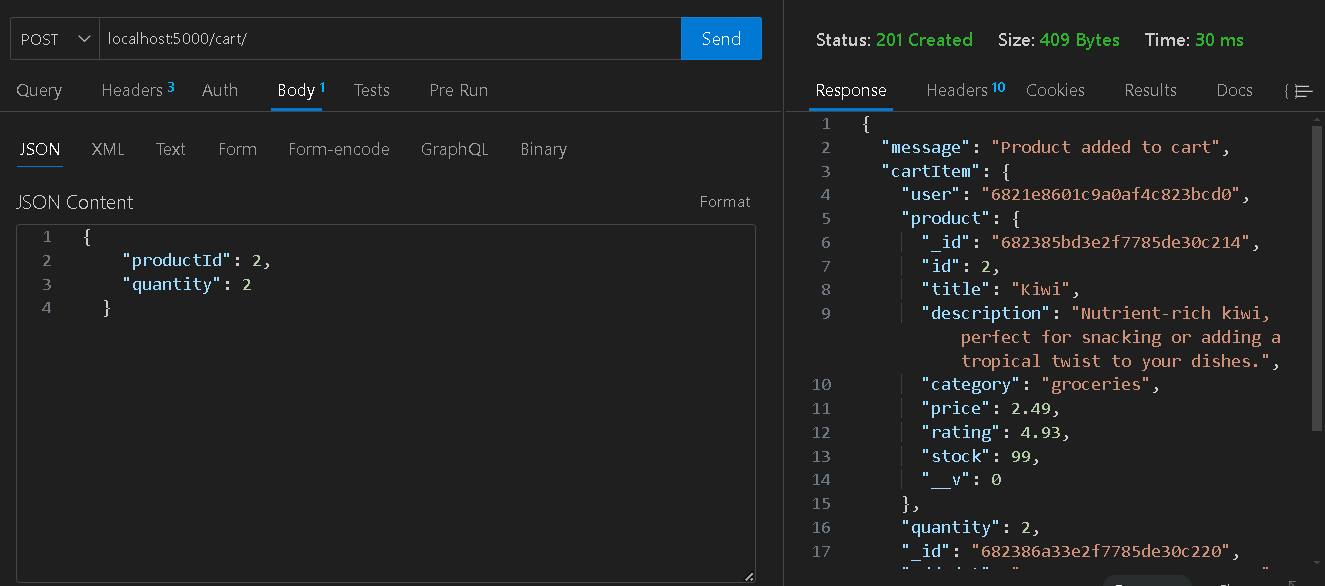 POST localhost:5000/cart/ Send
Query Headers 3 Auth Body 1 Tests Pre Run
JSON XML Text Form Form-encode GraphQL Binary
JSON Content Format
1 {
2 "productId": 2,
3 "quantity": 2
4 }
Status: 201 Created Size: 409 Bytes Time: 30 ms
Response Headers 10 Cookies Results Docs {
1 {
2 "message": "Product added to cart",
3 "cartItem": {
4 "user": "6821e8601c9a0af4c823bcd0",
5 "product": {
6 "_id": "682385bd3e2f7785de30c214",
7 "id": 2,
8 "title": "Kiwi",
9 "description": "Nutrient-rich kiwi,
perfect for snacking or adding a
tropical twist to your dishes.",
10 "category": "groceries",
11 "price": 2.49,
12 "rating": 4.93,
13 "stock": 99,
14 "__v": 0
15 },
16 "quantity": 2,
17 "_id": "682386a33e2f7785de30c220",